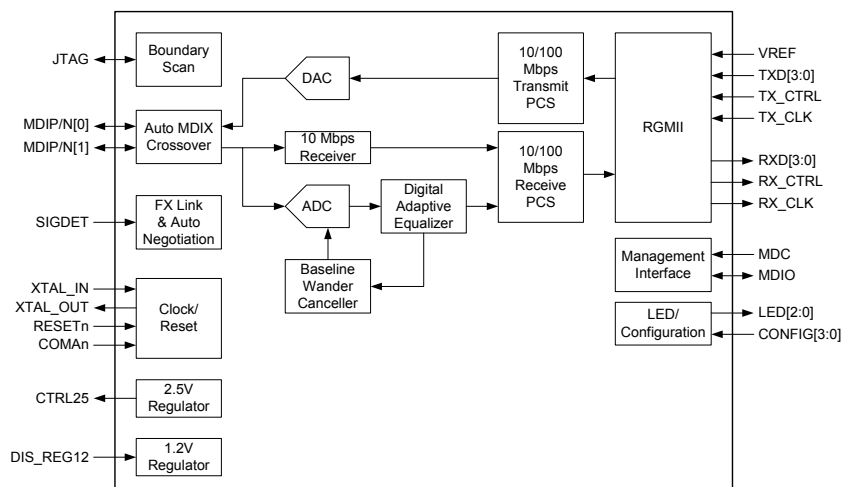 JTAG
Boundary
Scan
DAC
10/100
Mbps
Transmit
PCS
RGMII
VREF
TXD[3:0]
TX_CTRL
TX_CLK
MDIP/N[0]
MDIP/N[1]
Auto MDIX
Crossover
10 Mbps
Receiver
10/100
Mbps
Receive
PCS
RXD[3:0]
RX_CTRL
RX_CLK
SIGDET
FX Link
& Auto
Negotiation
ADC
Digital
Adaptive
Equalizer
Baseline
Wander
Canceller
Management
Interface
MDC
MDIO
XTAL_IN
XTAL_OUT
RESETn
COMAn
Clock/
Reset
LED/
Configuration
LED[2:0]
CONFIG[3:0]
CTRL25
2.5V
Regulator
DIS_REG12
1.2V
Regulator